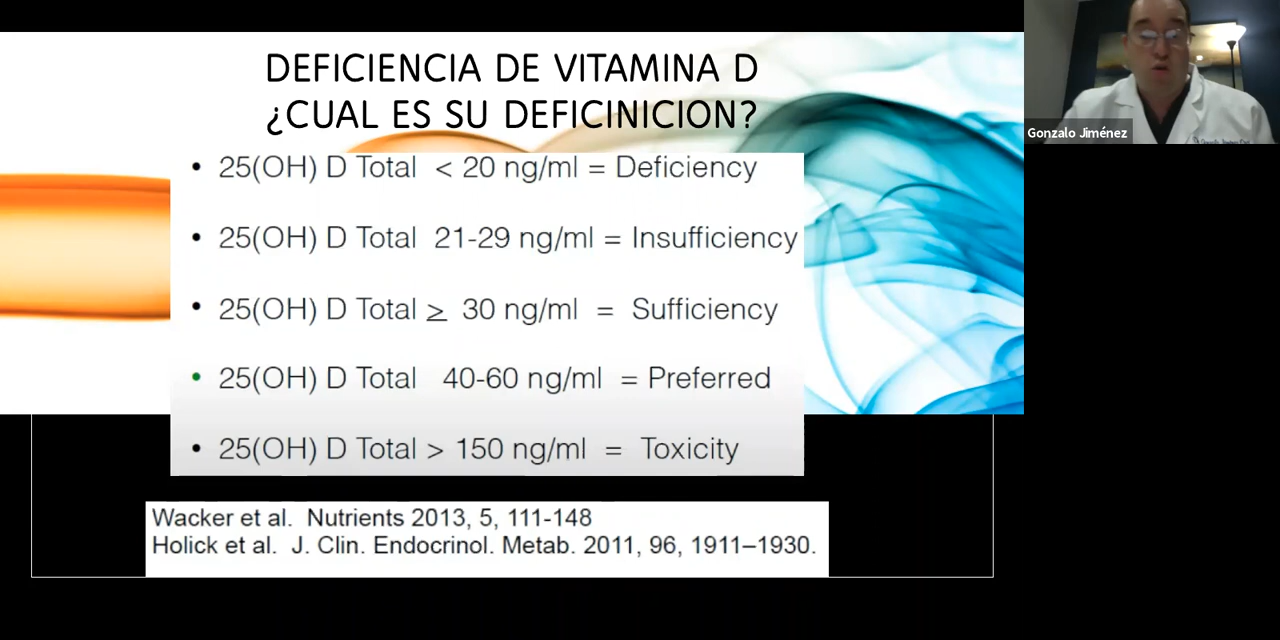 DEFICIENCIA DE VITAMINA D
¿CUAL ES SU DEFICINICION?
• 25(OH) D Total < 20 ng/ml = Deficiency
• 25(OH) D Total 21-29 ng/ml = Insufficiency
• 25(OH) D Total ≥ 30 ng/ml = Sufficiency
• 25(OH) D Total 40-60 ng/ml = Preferred
• 25(OH) D Total > 150 ng/ml = Toxicity
Wacker et al. Nutrients 2013, 5, 111-148
Holick et al. J. Clin. Endocrinol. Metab. 2011, 96, 1911–1930.
Gonzalo Jiménez